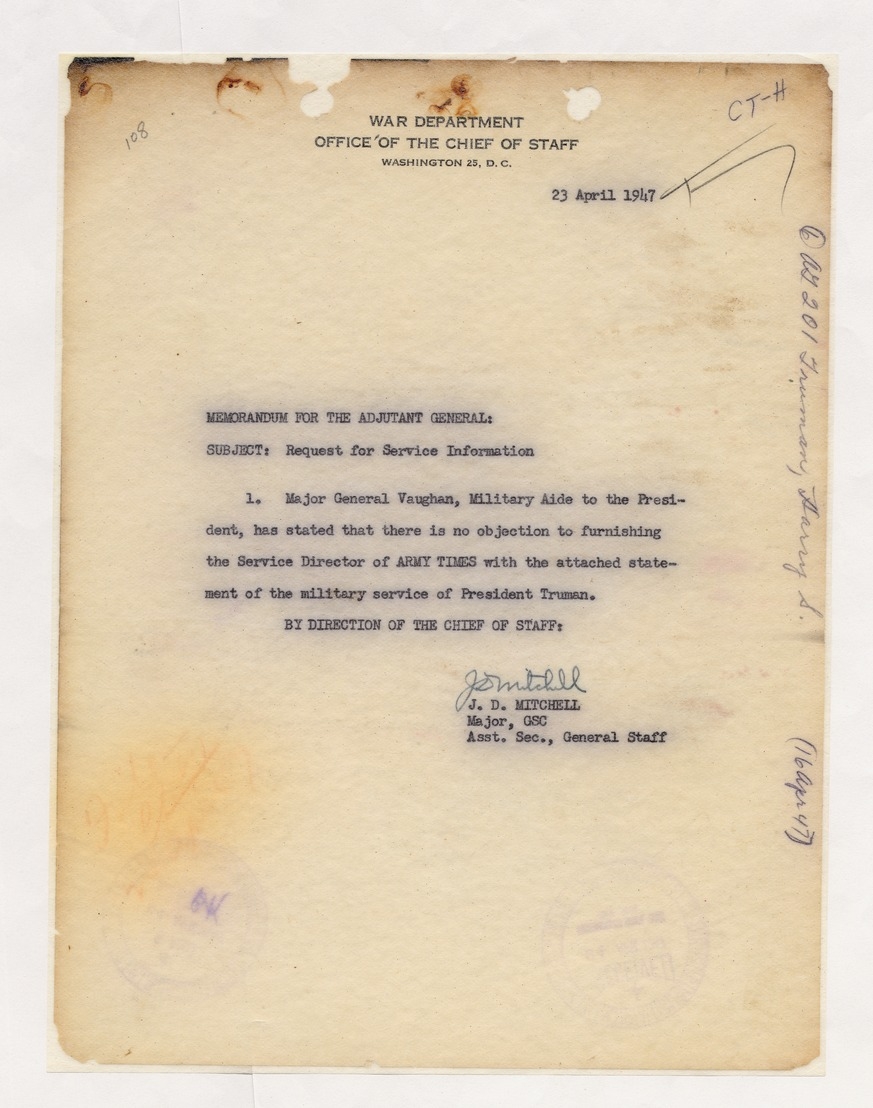 108
CT-H
WAR DEPARTMENT
OFFICE OF THE CHIEF OF STAFF
WASHINGTON 25, D. C.
23 April 1947
MEMORANDUM FOR THE ADJUTANT GENERAL:
SUBJECT: Request for Service Information
1. Major General Vaughan, Military Aide to the Presi-
dent, has stated that there is no objection to furnishing
the Service Director of ARMY TIMES with the attached state-
ment of the military service of President Truman.
BY DIRECTION OF THE CHIEF OF STAFF:
JDMitchell
J. D. MITCHELL
Major, GSC
Asst. Sec., General Staff
AG 201 Truman, Harry S.
(16 Apr 47)